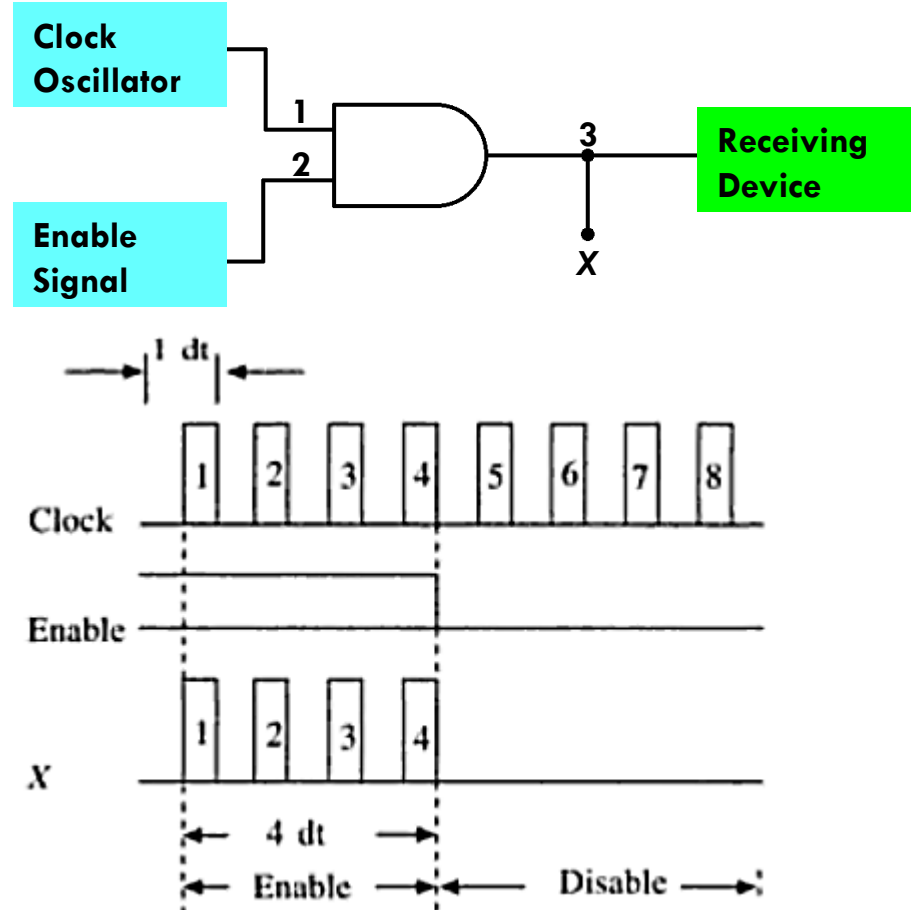 Clock
Oscillator
1
2
3
Receiving
Device
Enable
Signal
X
1 dt
1 2 3 4 5 6 7 8
Clock
Enable
1 2 3 4
X
4 dt
Enable Disable